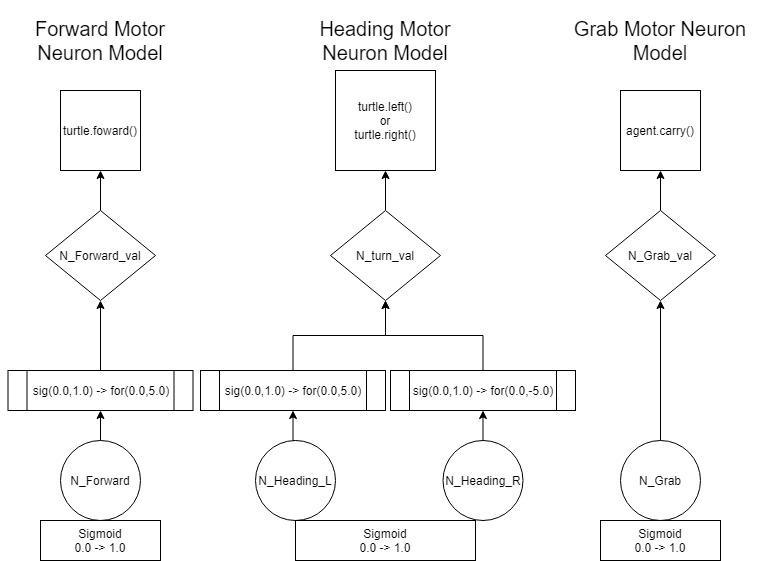 Forward Motor
Neuron Model
turtle.foward()
N_Forward_val
sig(0.0,1.0) -> for(0.0,5.0)
N_Forward
Sigmoid
0.0 -> 1.0
Heading Motor
Neuron Model
turtle.left()
or
turtle.right()
N_turn_val
sig(0.0,1.0) -> for(0.0,5.0)
sig(0.0,1.0) -> for(0.0,-5.0)
N_Heading_L
N_Heading_R
Sigmoid
0.0 -> 1.0
Grab Motor Neuron
Model
agent.carry()
N_Grab_val
N_Grab
Sigmoid
0.0 -> 1.0